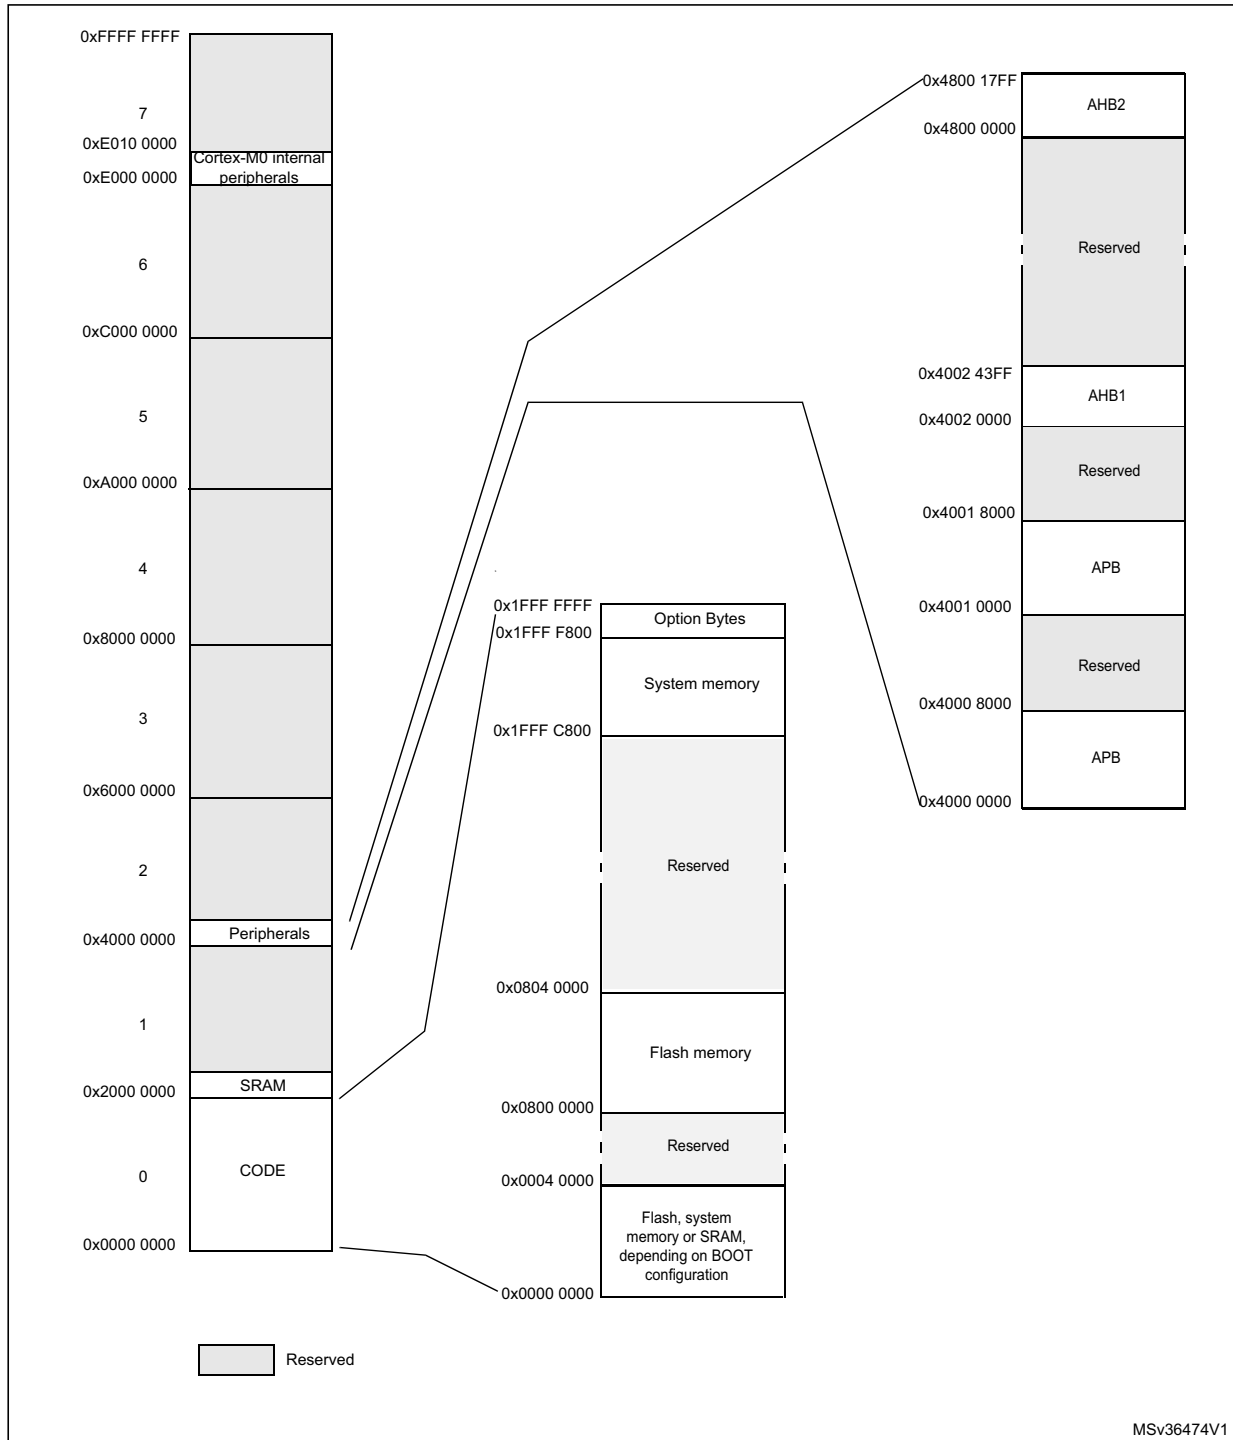 0xFFFF FFFF
7
0xE010 0000
Cortex-M0 internal
peripherals
0xE000 0000
6
0xC000 0000
5
0xA000 0000
4
0x8000 0000
3
0x6000 0000
2
Peripherals
0x4000 0000
1
SRAM
0x2000 0000
CODE
0
0x0000 0000
0x1FFF FFFF
Option Bytes
0x1FFF F800
System memory
0x1FFF C800
Reserved
0x0804 0000
Flash memory
0x0800 0000
Reserved
0x0004 0000
Flash, system
memory or SRAM,
depending on BOOT
configuration
0x0000 0000
0x4800 17FF
AHB2
0x4800 0000
Reserved
0x4002 43FF
AHB1
0x4002 0000
Reserved
0x4001 8000
APB
0x4001 0000
Reserved
0x4000 8000
APB
0x4000 0000
Reserved
MSv36474V1